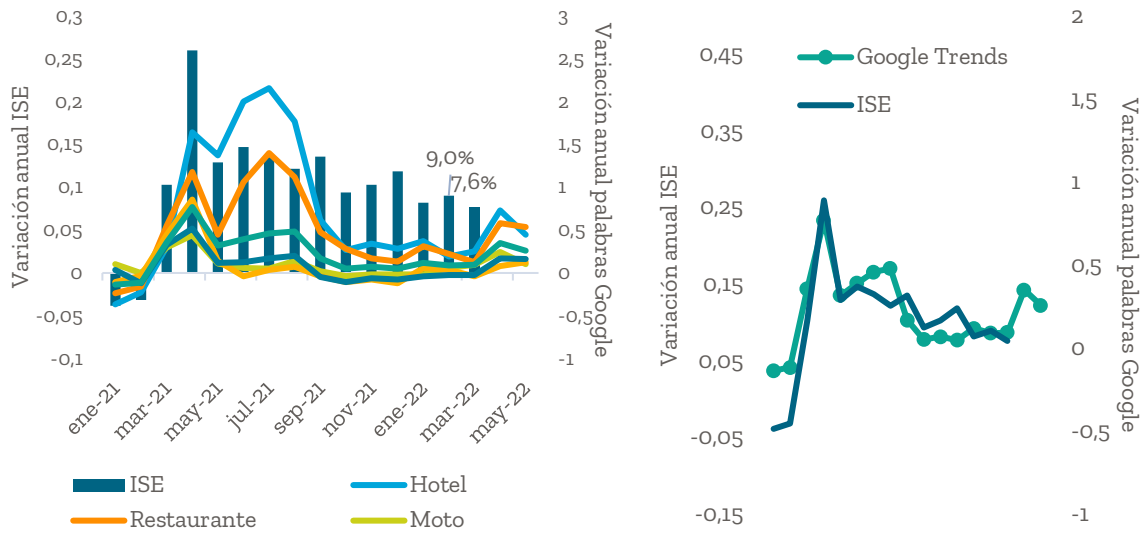 0,3
0,25
0,2
0,15
0,1
0,05
0
-0,05
-0,1
Variación anual ISE
3
2,5
2
1,5
1
0,5
0
-0,5
-1
Variación anual palabras Google
9,0%
7,6%
ene-21
mar-21
may-21
jul-21
sep-21
nov-21
ene-22
mar-22
may-22
ISE
Hotel
Restaurante
Moto
0,45
0,35
0,25
0,15
0,05
-0,05
-0,15
Variación anual ISE
Google Trends
ISE
2
1,5
1
0,5
0
-0,5
-1
Variación anual palabras Google